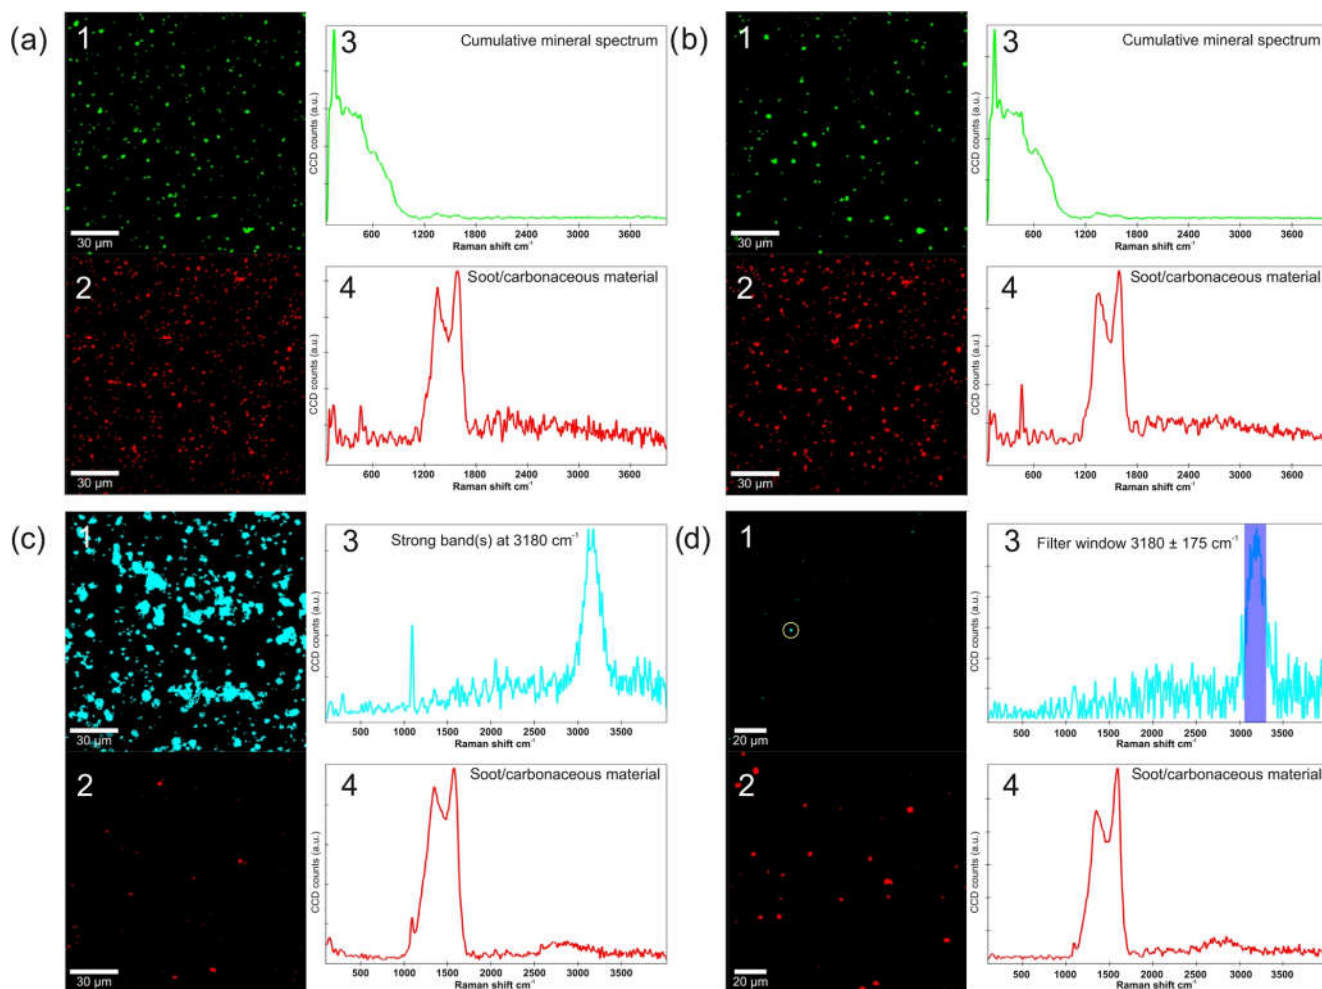 (a)
1
30 µm
2
30 µm
3
Cumulative mineral spectrum
CCD counts (a.u.)
600 1200 1800 2400 3000 3600
Raman shift cm⁻¹
4
Soot/carbonaceous material
CCD counts (a.u.)
600 1200 1800 2400 3000 3600
Raman shift cm⁻¹
(b)
1
30 µm
2
30 µm
3
Cumulative mineral spectrum
CCD counts (a.u.)
600 1200 1800 2400 3000 3600
Raman shift cm⁻¹
4
Soot/carbonaceous material
CCD counts (a.u.)
600 1200 1800 2400 3000 3600
Raman shift cm⁻¹
(c)
1
30 µm
2
30 µm
3
Strong band(s) at 3180 cm⁻¹
CCD counts (a.u.)
500 1000 1500 2000 2500 3000 3500
Raman shift cm⁻¹
4
Soot/carbonaceous material
CCD counts (a.u.)
500 1000 1500 2000 2500 3000 3500
Raman shift cm⁻¹
(d)
1
20 µm
2
20 µm
3
Filter window 3180 ± 175 cm⁻¹
CCD counts (a.u.)
500 1000 1500 2000 2500 3000 3500
Raman shift cm⁻¹
4
Soot/carbonaceous material
CCD counts (a.u.)
500 1000 1500 2000 2500 3000 3500
Raman shift cm⁻¹